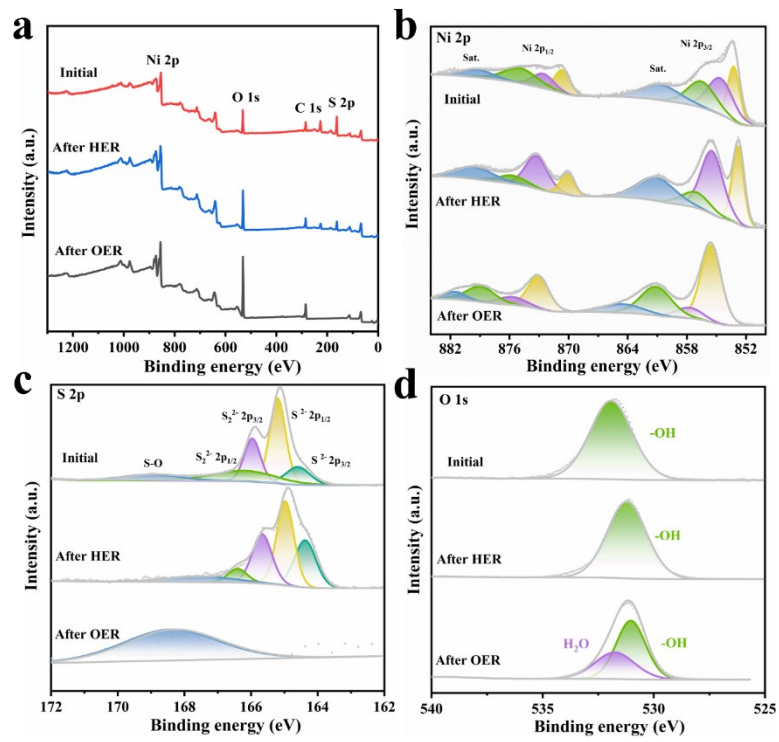 a
Initial
Ni 2p
O 1s
C 1s
S 2p
After HER
After OER
Intensity (a.u.)
1200 1000 800 600 400 200 0
Binding energy (eV)
b
Ni 2p
Sat.
Ni 2p1/2
Sat.
Ni 2p3/2
Initial
After HER
After OER
Intensity (a.u.)
882 876 870 864 858 852
Binding energy (eV)
c
S 2p
Initial
S-O
S₂²⁻ 2p1/2
S₂²⁻ 2p3/2
S²⁻ 2p1/2
S²⁻ 2p3/2
After HER
After OER
Intensity (a.u.)
172 170 168 166 164 162
Binding energy (eV)
d
O 1s
-OH
Initial
-OH
After HER
H₂O
-OH
After OER
Intensity (a.u.)
540 535 530 525
Binding energy (eV)